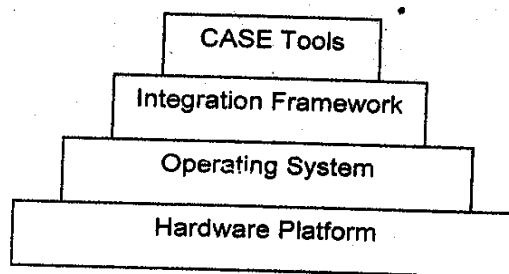 CASE Tools
Integration Framework
Operating System
Hardware Platform